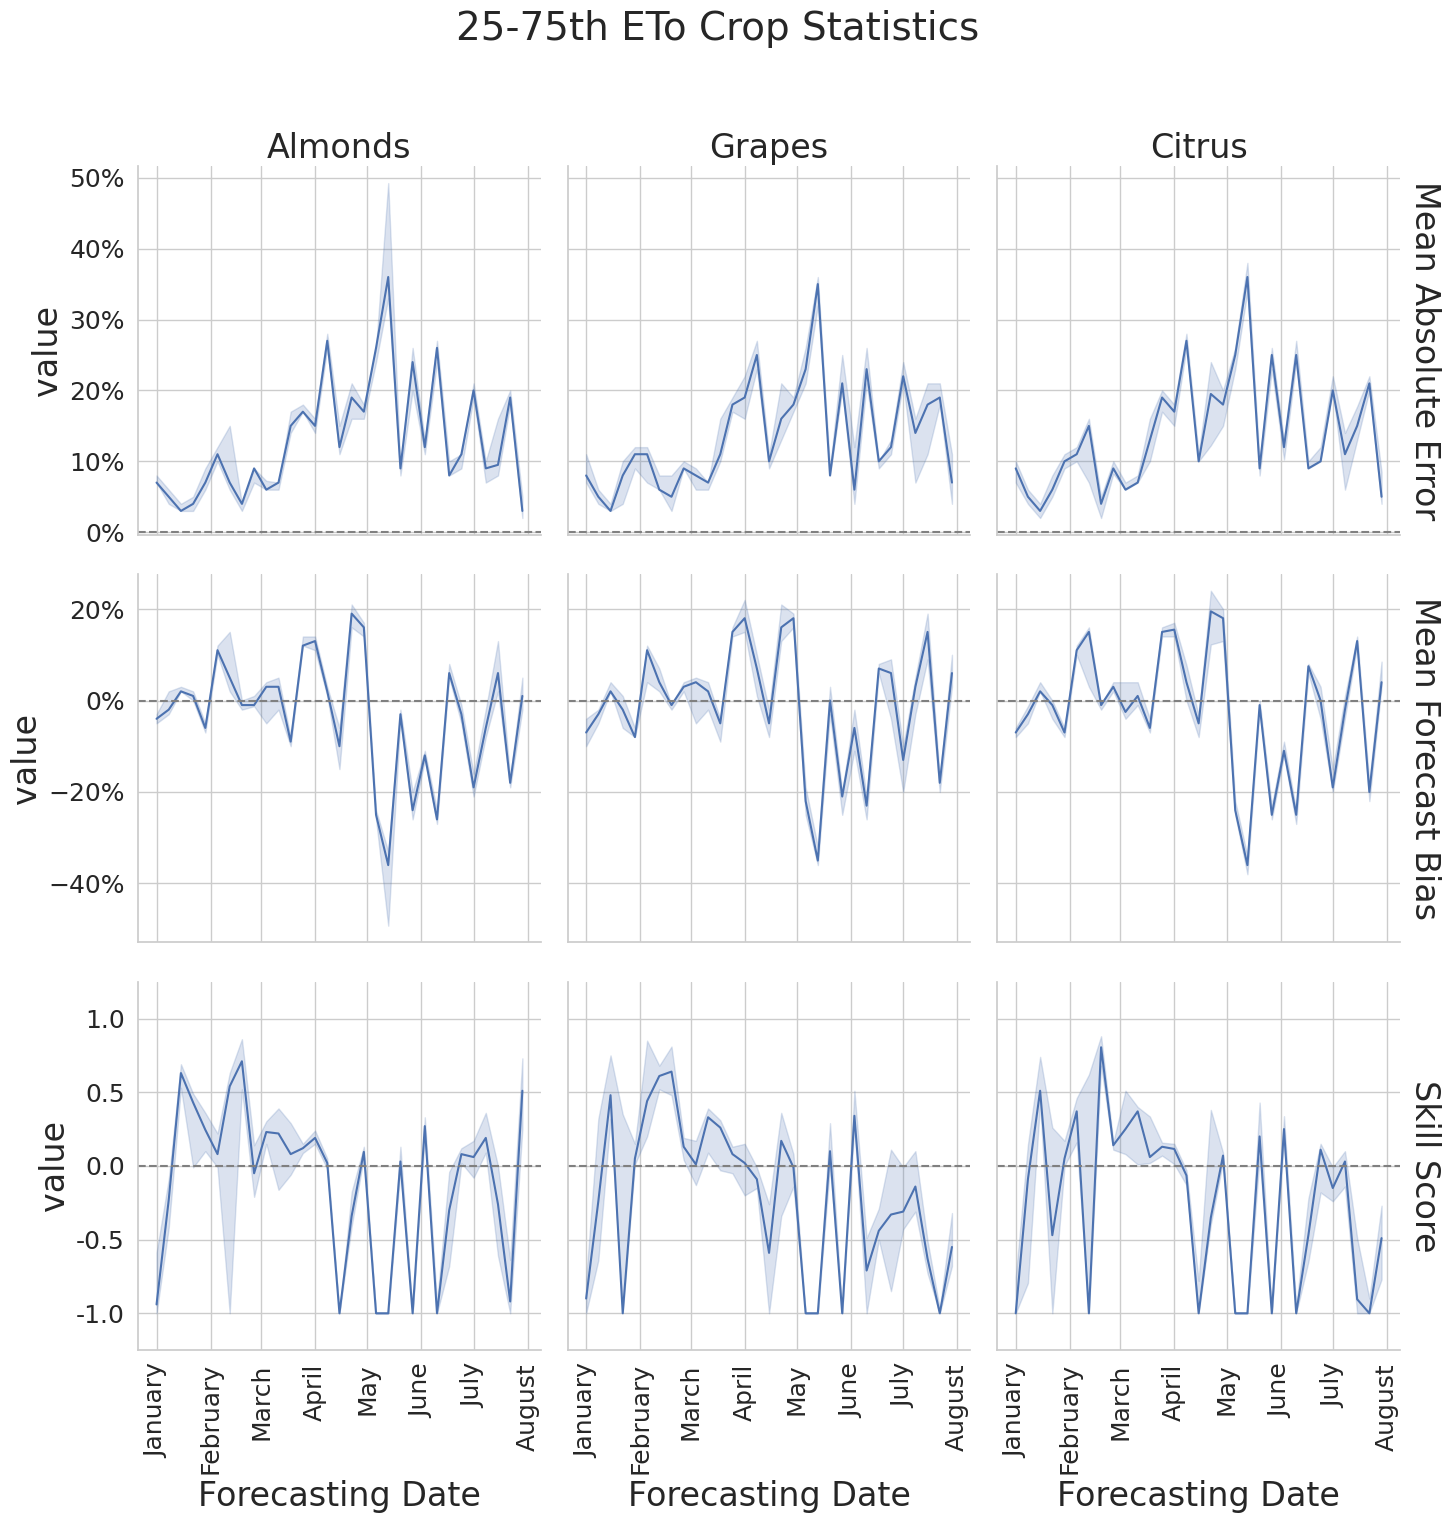 25-75th ETo Crop Statistics
Almonds
Grapes
Citrus
50%
40%
30%
20%
10%
0%
value
Mean Absolute Error
20%
0%
−20%
−40%
value
Mean Forecast Bias
1.0
0.5
0.0
-0.5
-1.0
value
Skill Score
January
February
March
April
May
June
July
August
January
February
March
April
May
June
July
August
January
February
March
April
May
June
July
August
Forecasting Date
Forecasting Date
Forecasting Date